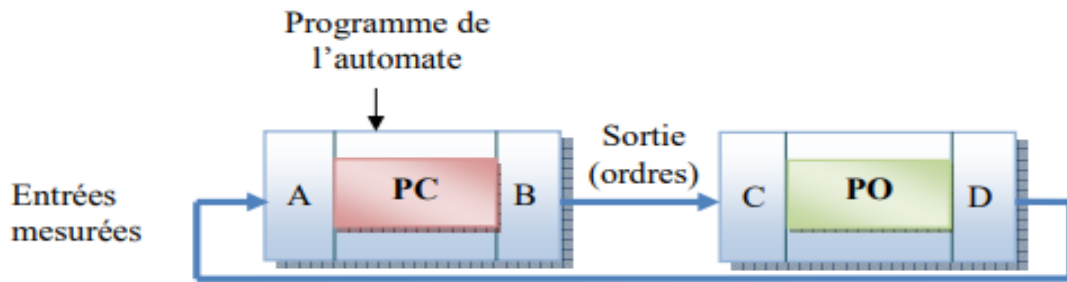 Programme de
l'automate
Sortie
(ordres)
Entrées
mesurées
A
PC
B
C
PO
D